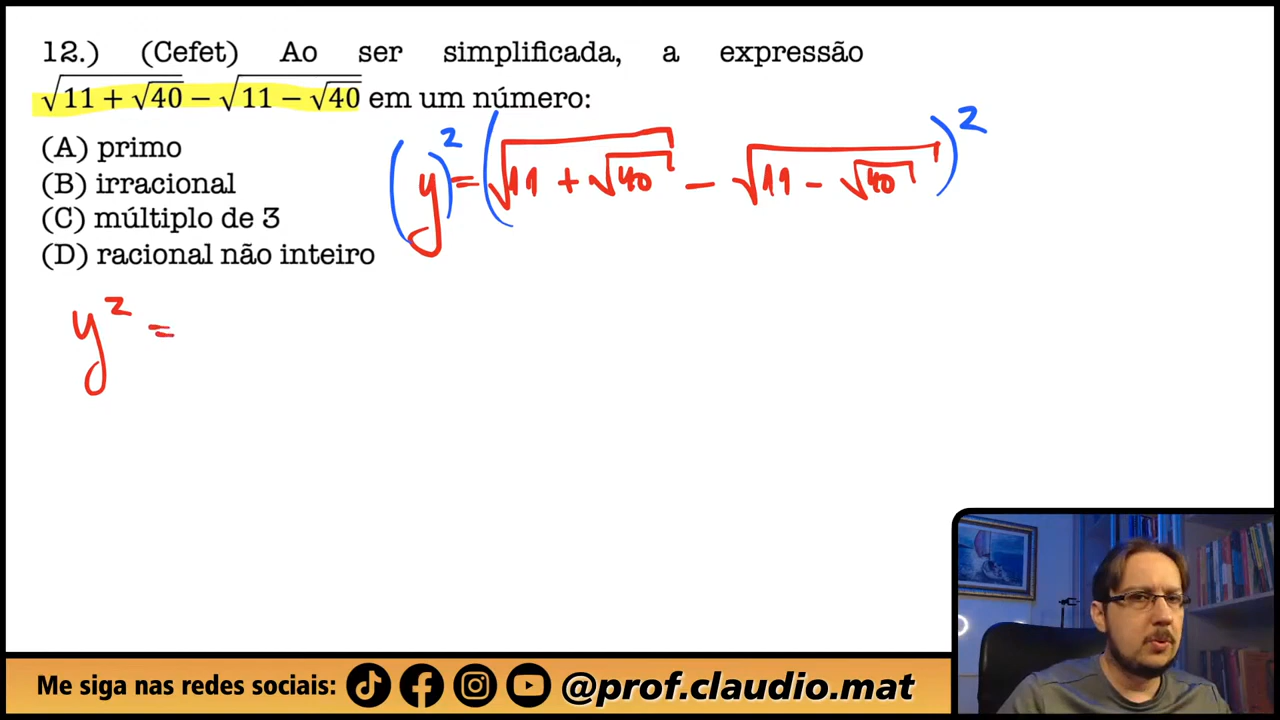 12.) (Cefet) Ao ser simplificada, a expressão
√(11 + √40) − √(11 − √40) em um número:
(A) primo
(B) irracional
(C) múltiplo de 3
(D) racional não inteiro
(y)² = (√(11 + √40) − √(11 − √40))²
y² =
Me siga nas redes sociais: @prof.claudio.mat